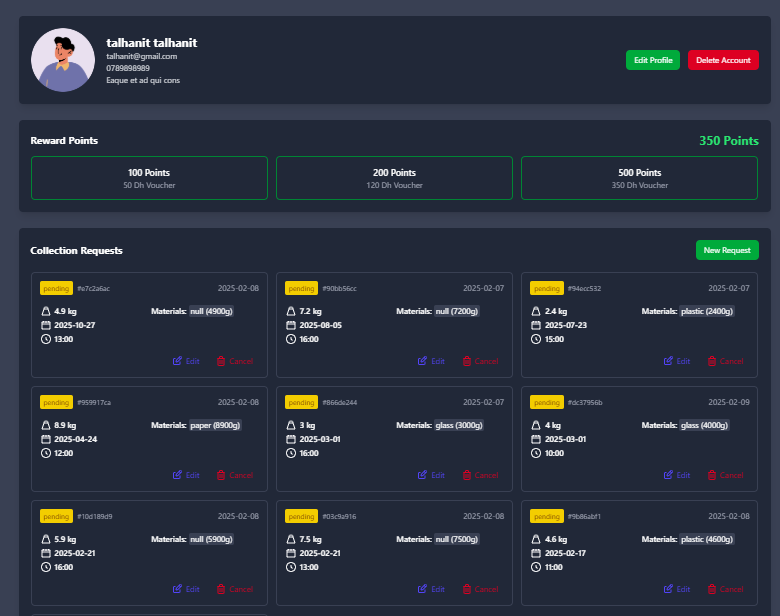 talhanit talhanit
talhanit@gmail.com
0789898989
Eaque et ad qui cons
Edit Profile
Delete Account
Reward Points
350 Points
100 Points
50 Dh Voucher
200 Points
120 Dh Voucher
500 Points
350 Dh Voucher
Collection Requests
New Request
pending #e7c2a6ac 2025-02-08
4.9 kg Materials: null (4900g)
2025-10-27
13:00
Edit Cancel
pending #90bb56cc 2025-02-07
7.2 kg Materials: null (7200g)
2025-08-05
16:00
Edit Cancel
pending #94ecc532 2025-02-07
2.4 kg Materials: plastic (2400g)
2025-07-23
15:00
Edit Cancel
pending #959917ca 2025-02-08
8.9 kg Materials: paper (8900g)
2025-04-24
12:00
Edit Cancel
pending #866de244 2025-02-07
3 kg Materials: glass (3000g)
2025-03-01
16:00
Edit Cancel
pending #dc37956b 2025-02-09
4 kg Materials: glass (4000g)
2025-03-01
10:00
Edit Cancel
pending #10d189d9 2025-02-08
5.9 kg Materials: null (5900g)
2025-02-21
16:00
Edit Cancel
pending #03c9a916 2025-02-08
7.5 kg Materials: null (7500g)
2025-02-21
13:00
Edit Cancel
pending #9b86abf1 2025-02-08
4.6 kg Materials: plastic (4600g)
2025-02-17
11:00
Edit Cancel